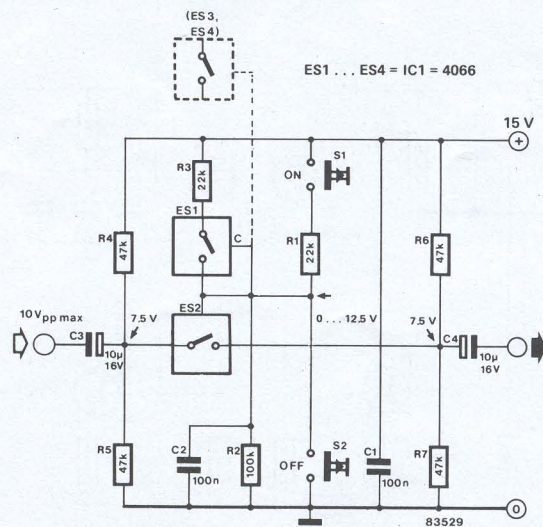 (ES3,
ES4)
ES1 . . . ES4 = IC1 = 4066
15 V
+
R3
22k
S1
ON
ES1
C
R4
47k
R1
22k
R6
47k
ES2
10 Vpp max
7.5 V
0 . . . 12.5 V
7.5 V
C3
10µ
16V
C4
10µ
16V
R5
47k
C2
100n
R2
100k
OFF
S2
C1
100n
R7
47k
0
83529